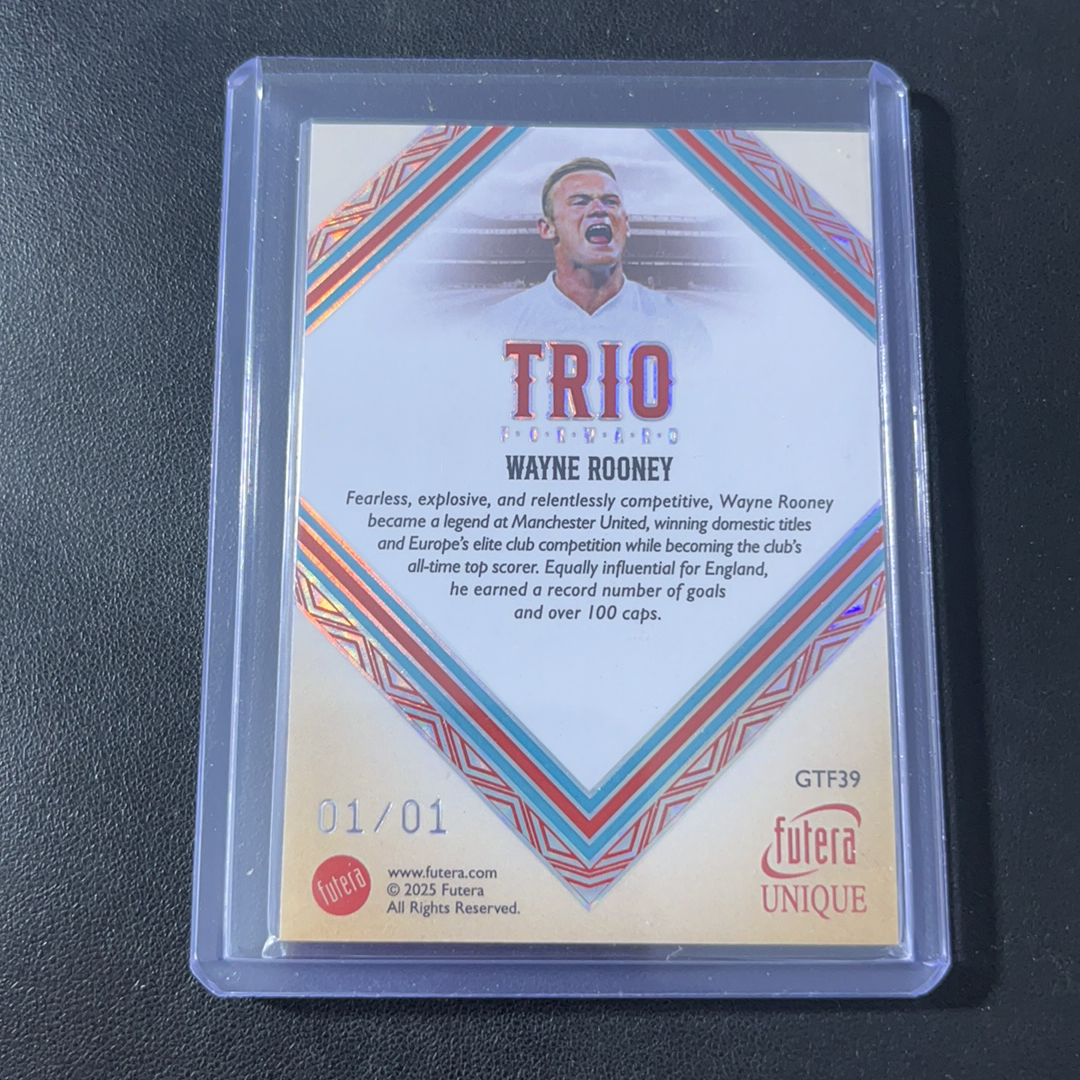 TRIO
F·O·R·W·A·R·D
WAYNE ROONEY
Fearless, explosive, and relentlessly competitive, Wayne Rooney
became a legend at Manchester United, winning domestic titles
and Europe's elite club competition while becoming the club's
all-time top scorer. Equally influential for England,
he earned a record number of goals
and over 100 caps.
GTF39
01/01
futera
UNIQUE
futera
www.futera.com
© 2025 Futera
All Rights Reserved.